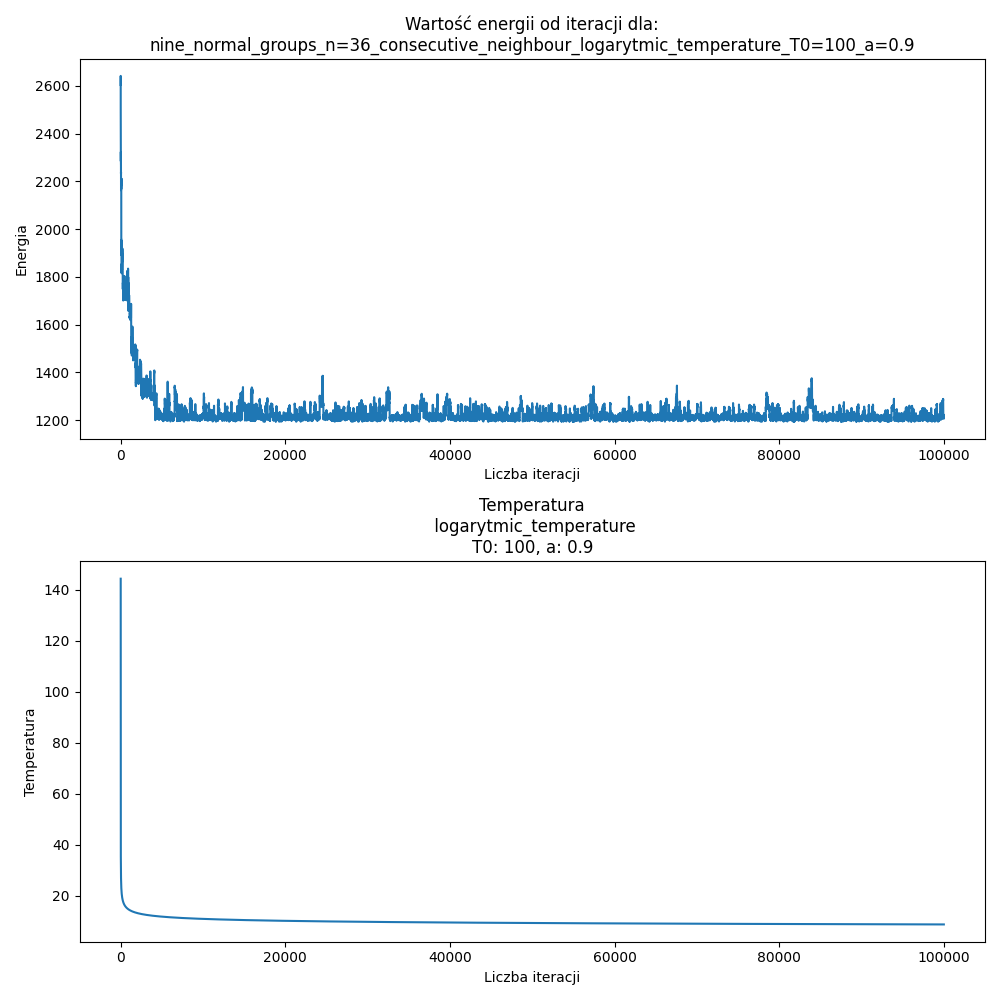 Wartość energii od iteracji dla:
nine_normal_groups_n=36_consecutive_neighbour_logarytmic_temperature_T0=100_a=0.9
2600
2400
2200
2000
1800
1600
1400
1200
Energia
0 20000 40000 60000 80000 100000
Liczba iteracji
Temperatura
logarytmic_temperature
T0: 100, a: 0.9
140
120
100
80
60
40
20
Temperatura
0 20000 40000 60000 80000 100000
Liczba iteracji